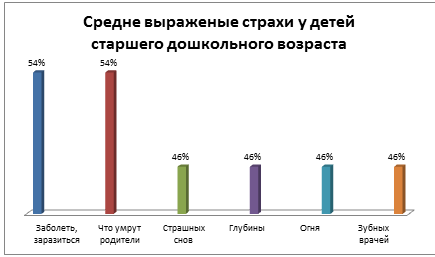 Средне выраженые страхи у детей
старшего дошкольного возраста
54%
54%
46%
46%
46%
46%
Заболеть,
заразиться
Что умрут
родители
Страшных
снов
Глубины
Огня
Зубных
врачей